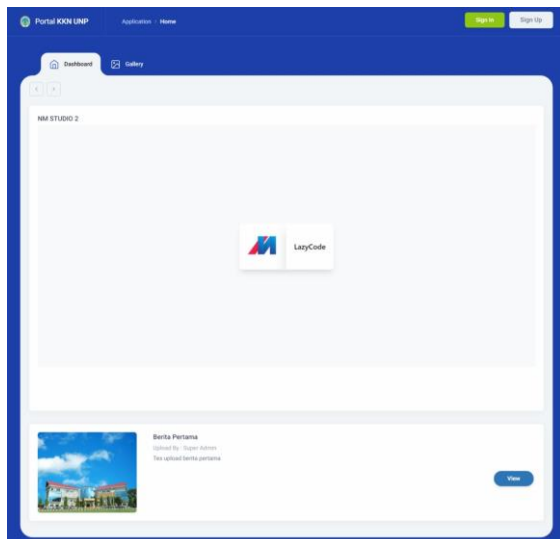 Portal KKN UNP
Application > Home
Sign In
Sign Up
Dashboard
Gallery
NM STUDIO 2
LazyCode
Berita Pertama
Upload By : Super Admin
Tes upload berita pertama
View